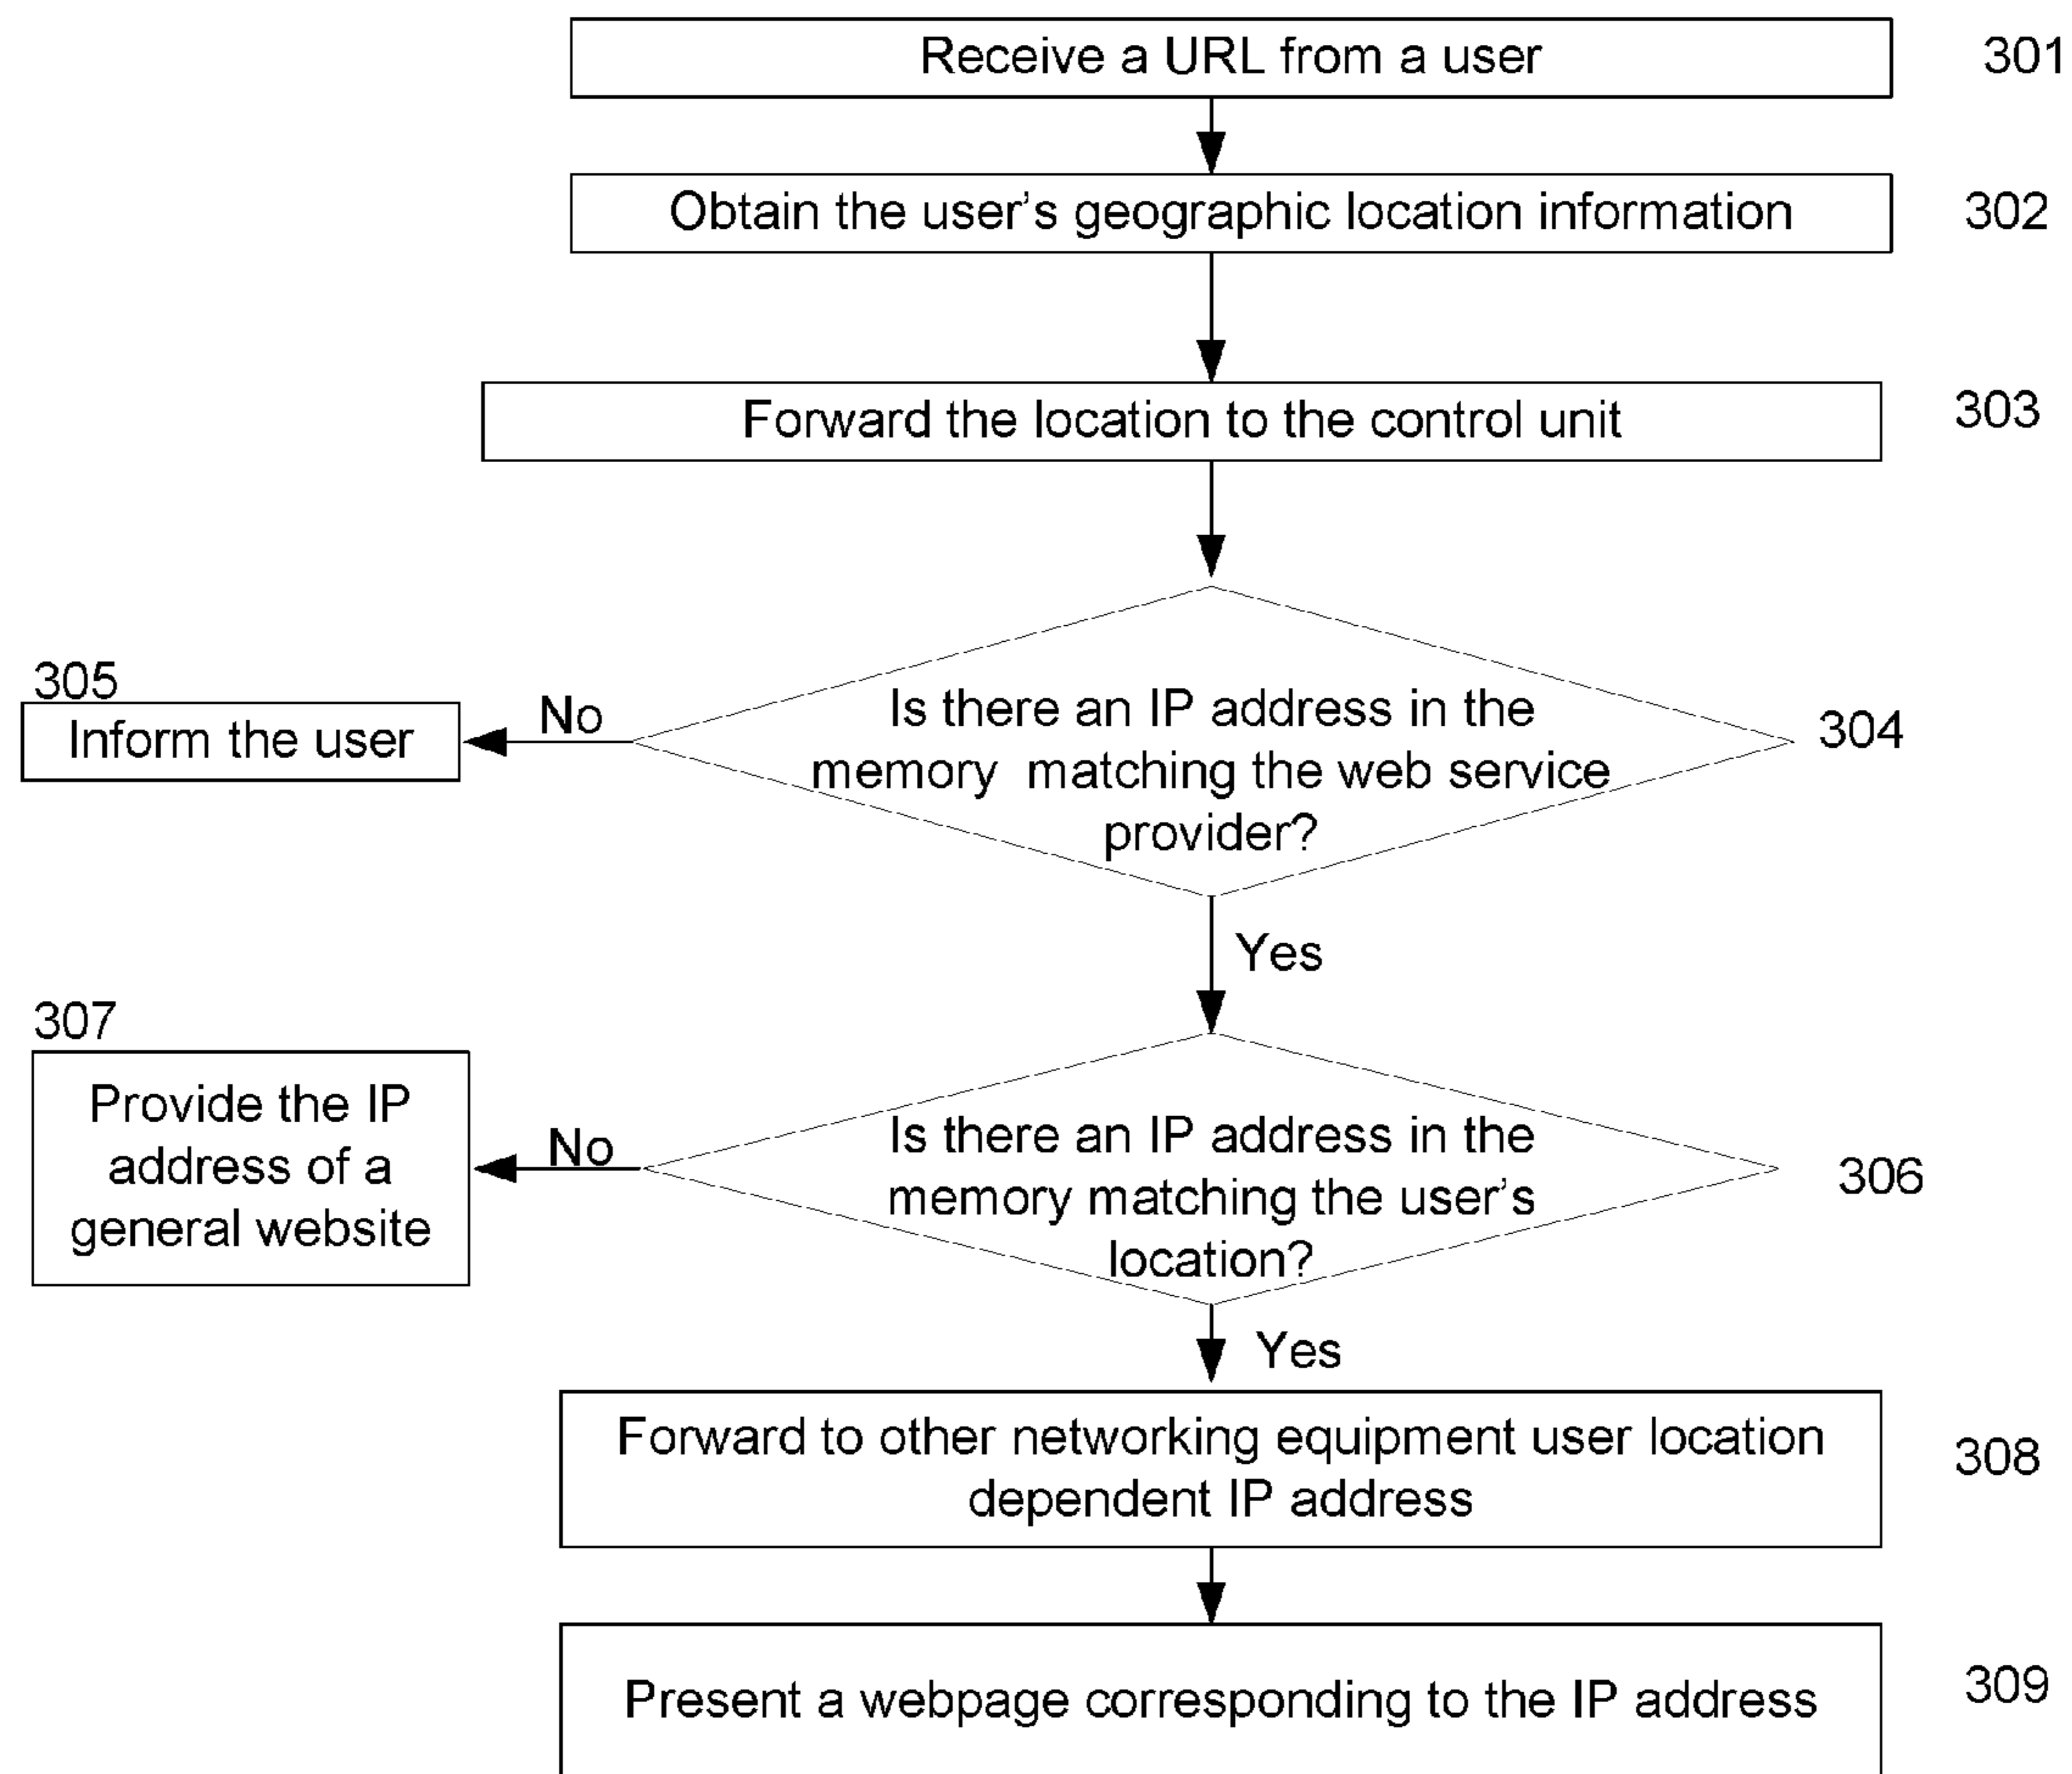 Receive a URL from a user
301
Obtain the user's geographic location information
302
Forward the location to the control unit
303
305
Inform the user
No
Is there an IP address in the
memory matching the web service
provider?
304
Yes
307
Provide the IP
address of a
general website
No
Is there an IP address in the
memory matching the user's
location?
306
Yes
Forward to other networking equipment user location
dependent IP address
308
Present a webpage corresponding to the IP address
309